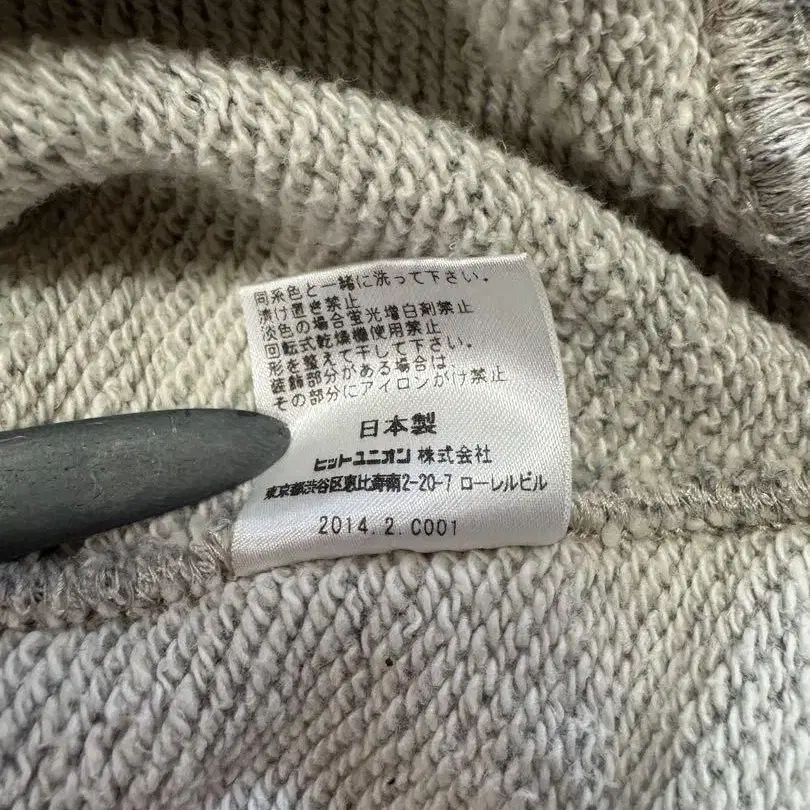 同系色と一緒に洗って下さい。
漬け置き禁止
淡色の場合蛍光増白剤禁止
回転式乾燥機使用禁止
形を整えて干して下さい。
装飾部分がある場合は、
その部分にアイロンがけ禁止
日本製
ヒットユニオン 株式会社
東京都渋谷区恵比寿南2-20-7 ローレルビル
2014.2.C001